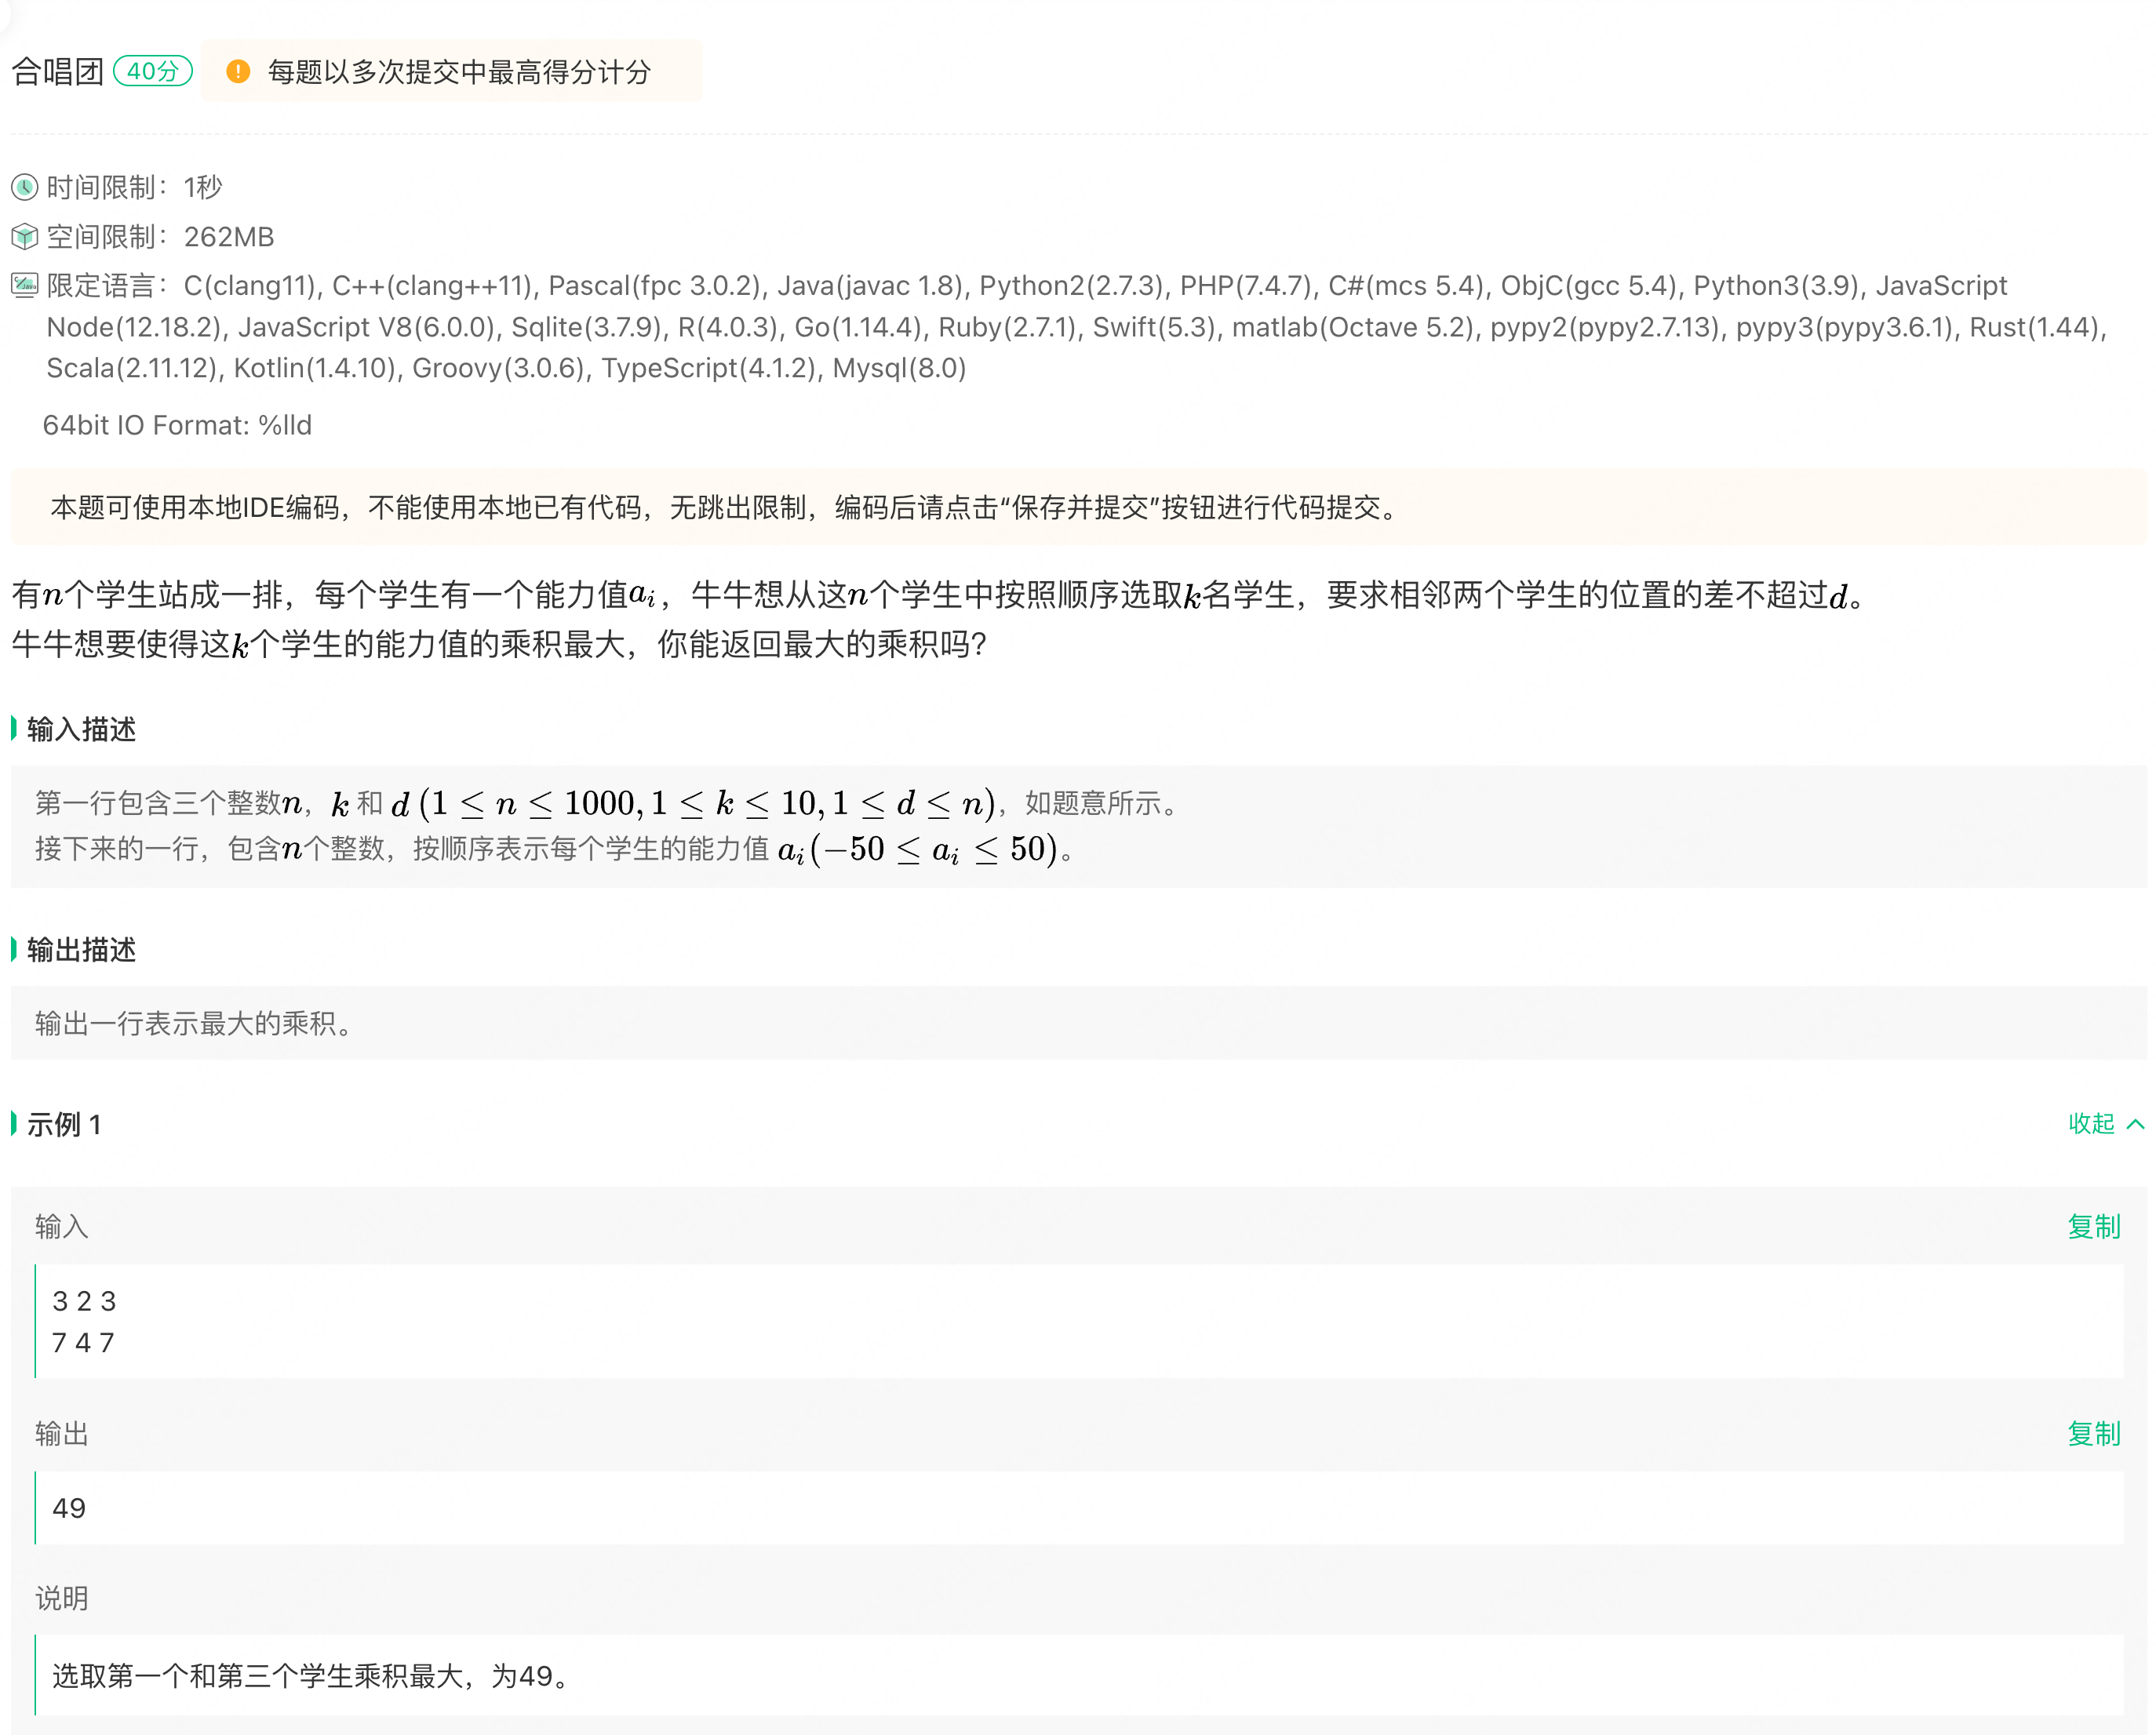 合唱团 40分 ! 每题以多次提交中最高得分计分
时间限制：1秒
空间限制：262MB
限定语言：C(clang11), C++(clang++11), Pascal(fpc 3.0.2), Java(javac 1.8), Python2(2.7.3), PHP(7.4.7), C#(mcs 5.4), ObjC(gcc 5.4), Python3(3.9), JavaScript
Node(12.18.2), JavaScript V8(6.0.0), Sqlite(3.7.9), R(4.0.3), Go(1.14.4), Ruby(2.7.1), Swift(5.3), matlab(Octave 5.2), pypy2(pypy2.7.13), pypy3(pypy3.6.1), Rust(1.44),
Scala(2.11.12), Kotlin(1.4.10), Groovy(3.0.6), TypeScript(4.1.2), Mysql(8.0)
64bit IO Format: %lld
本题可使用本地IDE编码，不能使用本地已有代码，无跳出限制，编码后请点击“保存并提交”按钮进行代码提交。
有n个学生站成一排，每个学生有一个能力值aᵢ，牛牛想从这n个学生中按照顺序选取k名学生，要求相邻两个学生的位置的差不超过d。
牛牛想要使得这k个学生的能力值的乘积最大，你能返回最大的乘积吗？
输入描述
第一行包含三个整数n，k 和 d (1 ≤ n ≤ 1000, 1 ≤ k ≤ 10, 1 ≤ d ≤ n)，如题意所示。
接下来的一行，包含n个整数，按顺序表示每个学生的能力值 aᵢ(−50 ≤ aᵢ ≤ 50)。
输出描述
输出一行表示最大的乘积。
示例 1 收起
输入 复制
3 2 3
7 4 7
输出 复制
49
说明
选取第一个和第三个学生乘积最大，为49。